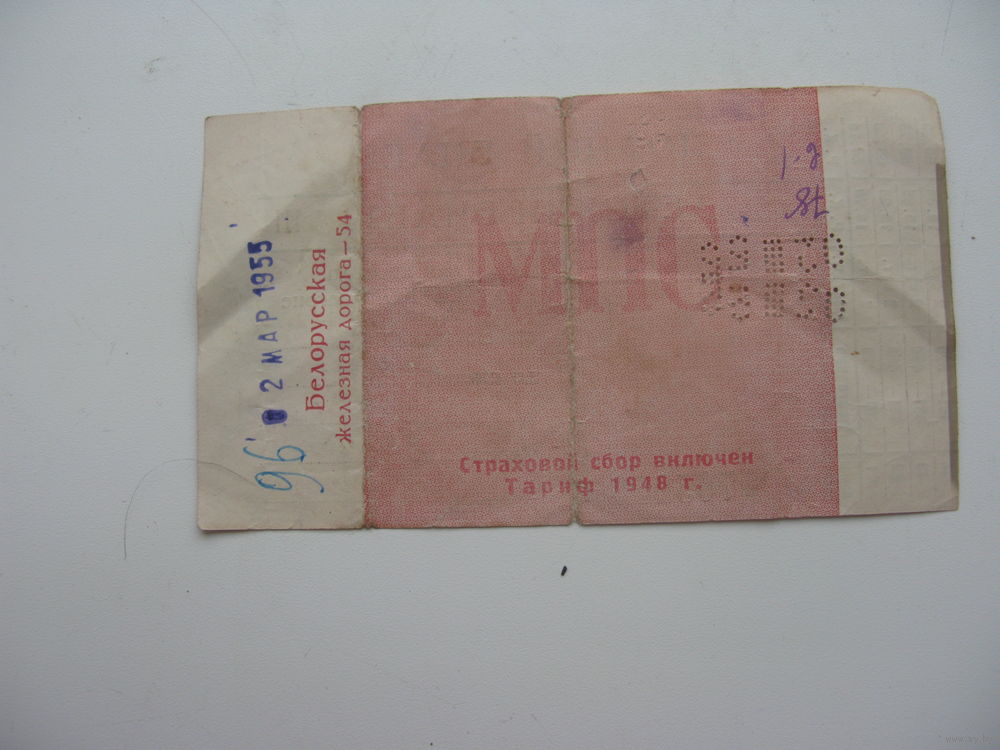 96
2 МАР 1955
Белорусская
железная дорога—54
МПС
Страховой сбор включен
Тариф 1948 г.